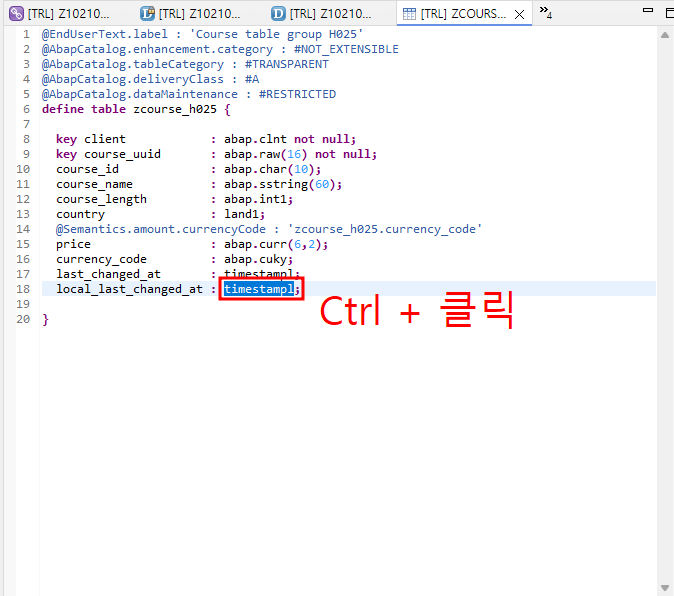 [TRL] Z10210...
[TRL] Z10210...
[TRL] Z10210...
[TRL] ZCOURS...
»4
1 @EndUserText.label : 'Course table group H025'
2 @AbapCatalog.enhancement.category : #NOT_EXTENSIBLE
3 @AbapCatalog.tableCategory : #TRANSPARENT
4 @AbapCatalog.deliveryClass : #A
5 @AbapCatalog.dataMaintenance : #RESTRICTED
6 define table zcourse_h025 {
7
8 key client : abap.clnt not null;
9 key course_uuid : abap.raw(16) not null;
10 course_id : abap.char(10);
11 course_name : abap.sstring(60);
12 course_length : abap.int1;
13 country : land1;
14 @Semantics.amount.currencyCode : 'zcourse_h025.currency_code'
15 price : abap.curr(6,2);
16 currency_code : abap.cuky;
17 last_changed_at : timestampl;
18 local_last_changed_at : timestampl;
Ctrl + 클릭
19
20 }